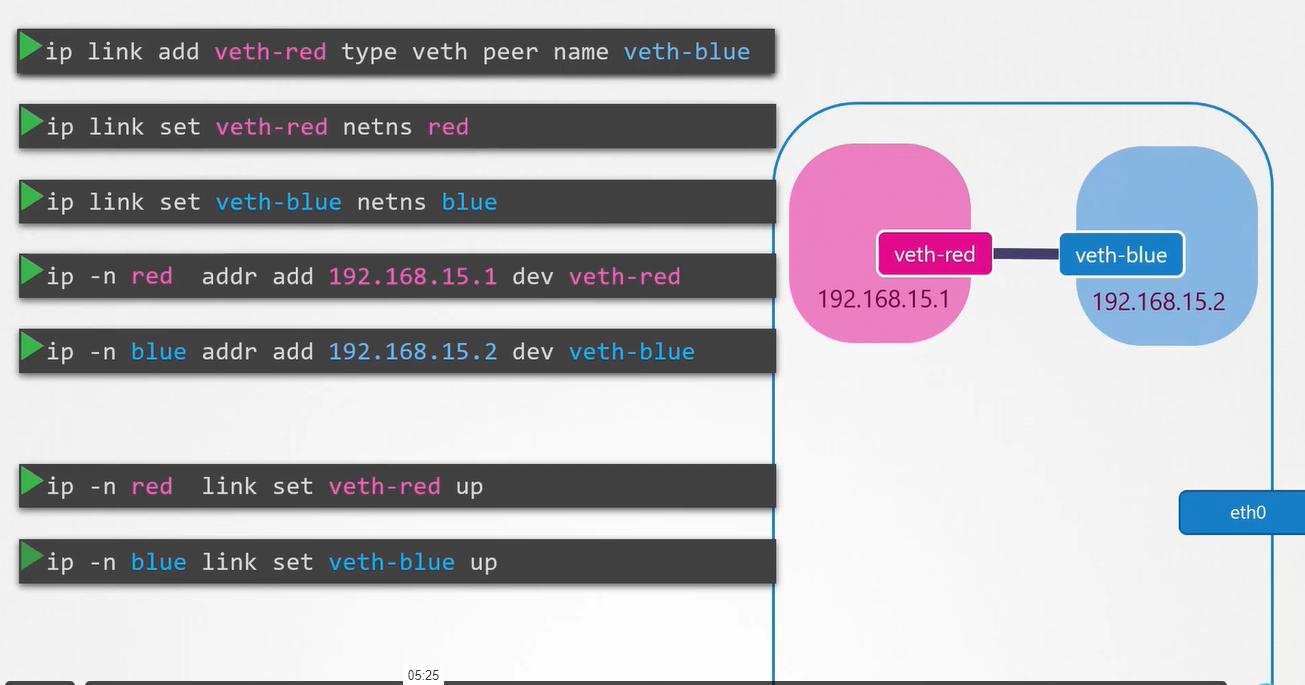 ip link add veth-red type veth peer name veth-blue
ip link set veth-red netns red
ip link set veth-blue netns blue
ip -n red  addr add 192.168.15.1 dev veth-red
ip -n blue addr add 192.168.15.2 dev veth-blue
ip -n red  link set veth-red up
ip -n blue link set veth-blue up
veth-red
veth-blue
192.168.15.1
192.168.15.2
eth0
05:25